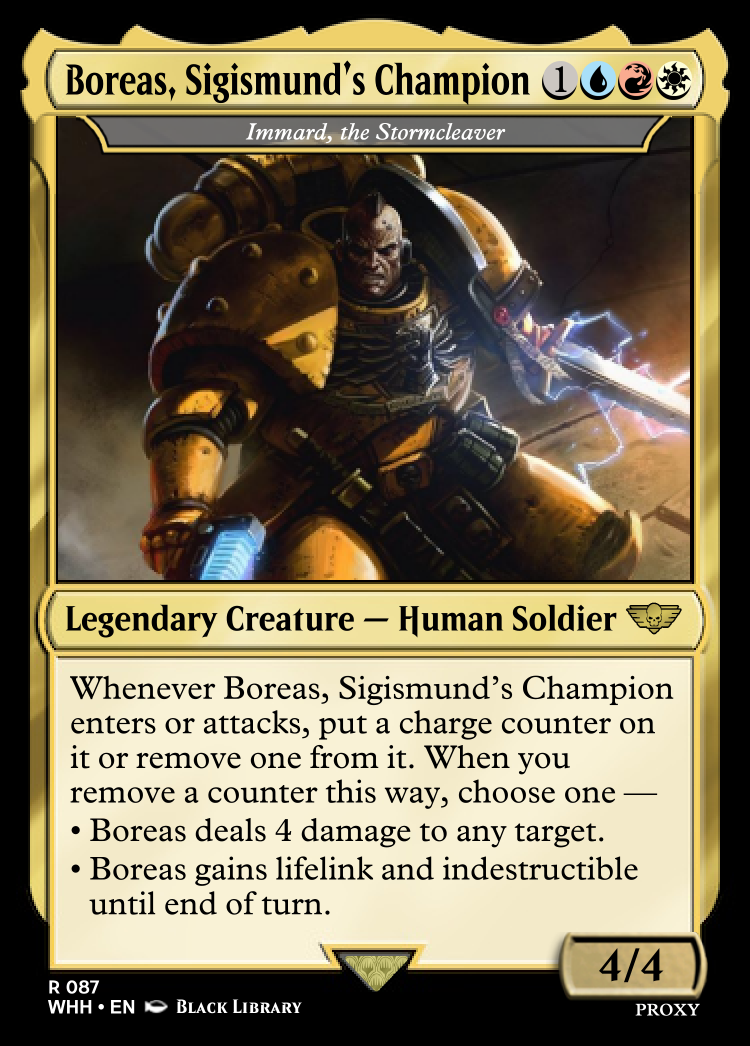 Boreas, Sigismund's Champion 1
Immard, the Stormcleaver
Legendary Creature — Human Soldier
Whenever Boreas, Sigismund’s Champion
enters or attacks, put a charge counter on
it or remove one from it. When you
remove a counter this way, choose one —
• Boreas deals 4 damage to any target.
• Boreas gains lifelink and indestructible
until end of turn.
4/4
R 087
WHH • EN BLACK LIBRARY
PROXY